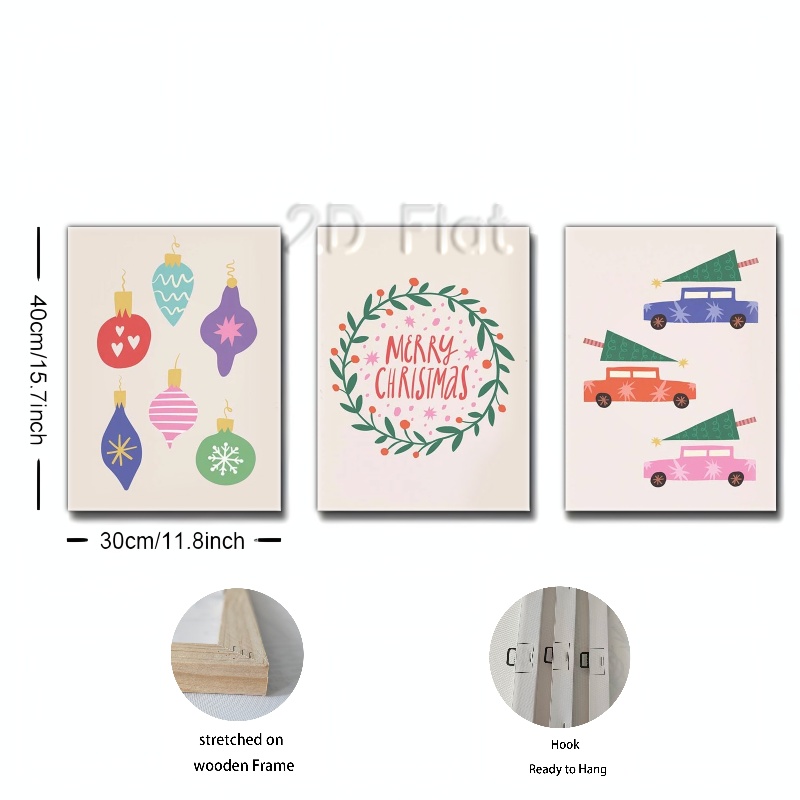 2D Flat
40cm/15.7inch
MERRY
CHRISTMAS
30cm/11.8inch
stretched on
wooden Frame
Hook
Ready to Hang